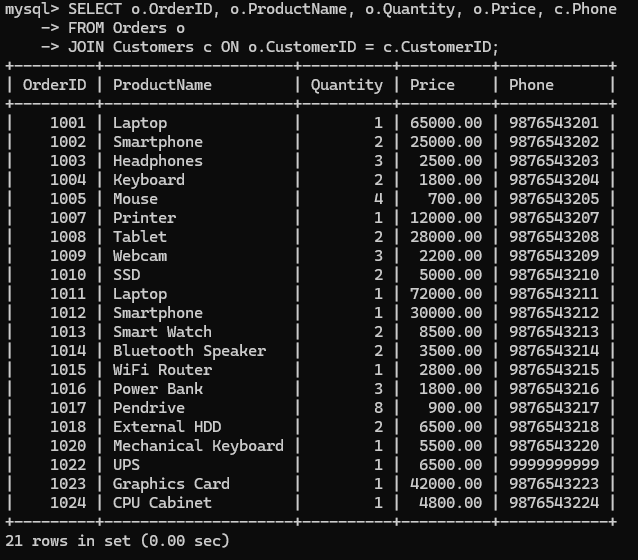 mysql> SELECT o.OrderID, o.ProductName, o.Quantity, o.Price, c.Phone
    -> FROM Orders o
    -> JOIN Customers c ON o.CustomerID = c.CustomerID;
+---------+---------------------+----------+----------+------------+
| OrderID | ProductName         | Quantity | Price    | Phone      |
+---------+---------------------+----------+----------+------------+
|    1001 | Laptop              |        1 | 65000.00 | 9876543201 |
|    1002 | Smartphone          |        2 | 25000.00 | 9876543202 |
|    1003 | Headphones          |        3 |  2500.00 | 9876543203 |
|    1004 | Keyboard            |        2 |  1800.00 | 9876543204 |
|    1005 | Mouse               |        4 |   700.00 | 9876543205 |
|    1007 | Printer             |        1 | 12000.00 | 9876543207 |
|    1008 | Tablet              |        2 | 28000.00 | 9876543208 |
|    1009 | Webcam              |        3 |  2200.00 | 9876543209 |
|    1010 | SSD                 |        2 |  5000.00 | 9876543210 |
|    1011 | Laptop              |        1 | 72000.00 | 9876543211 |
|    1012 | Smartphone          |        1 | 30000.00 | 9876543212 |
|    1013 | Smart Watch         |        2 |  8500.00 | 9876543213 |
|    1014 | Bluetooth Speaker   |        2 |  3500.00 | 9876543214 |
|    1015 | WiFi Router         |        1 |  2800.00 | 9876543215 |
|    1016 | Power Bank          |        3 |  1800.00 | 9876543216 |
|    1017 | Pendrive            |        8 |   900.00 | 9876543217 |
|    1018 | External HDD        |        2 |  6500.00 | 9876543218 |
|    1020 | Mechanical Keyboard |        1 |  5500.00 | 9876543220 |
|    1022 | UPS                 |        1 |  6500.00 | 9999999999 |
|    1023 | Graphics Card       |        1 | 42000.00 | 9876543223 |
|    1024 | CPU Cabinet         |        1 |  4800.00 | 9876543224 |
+---------+---------------------+----------+----------+------------+
21 rows in set (0.00 sec)